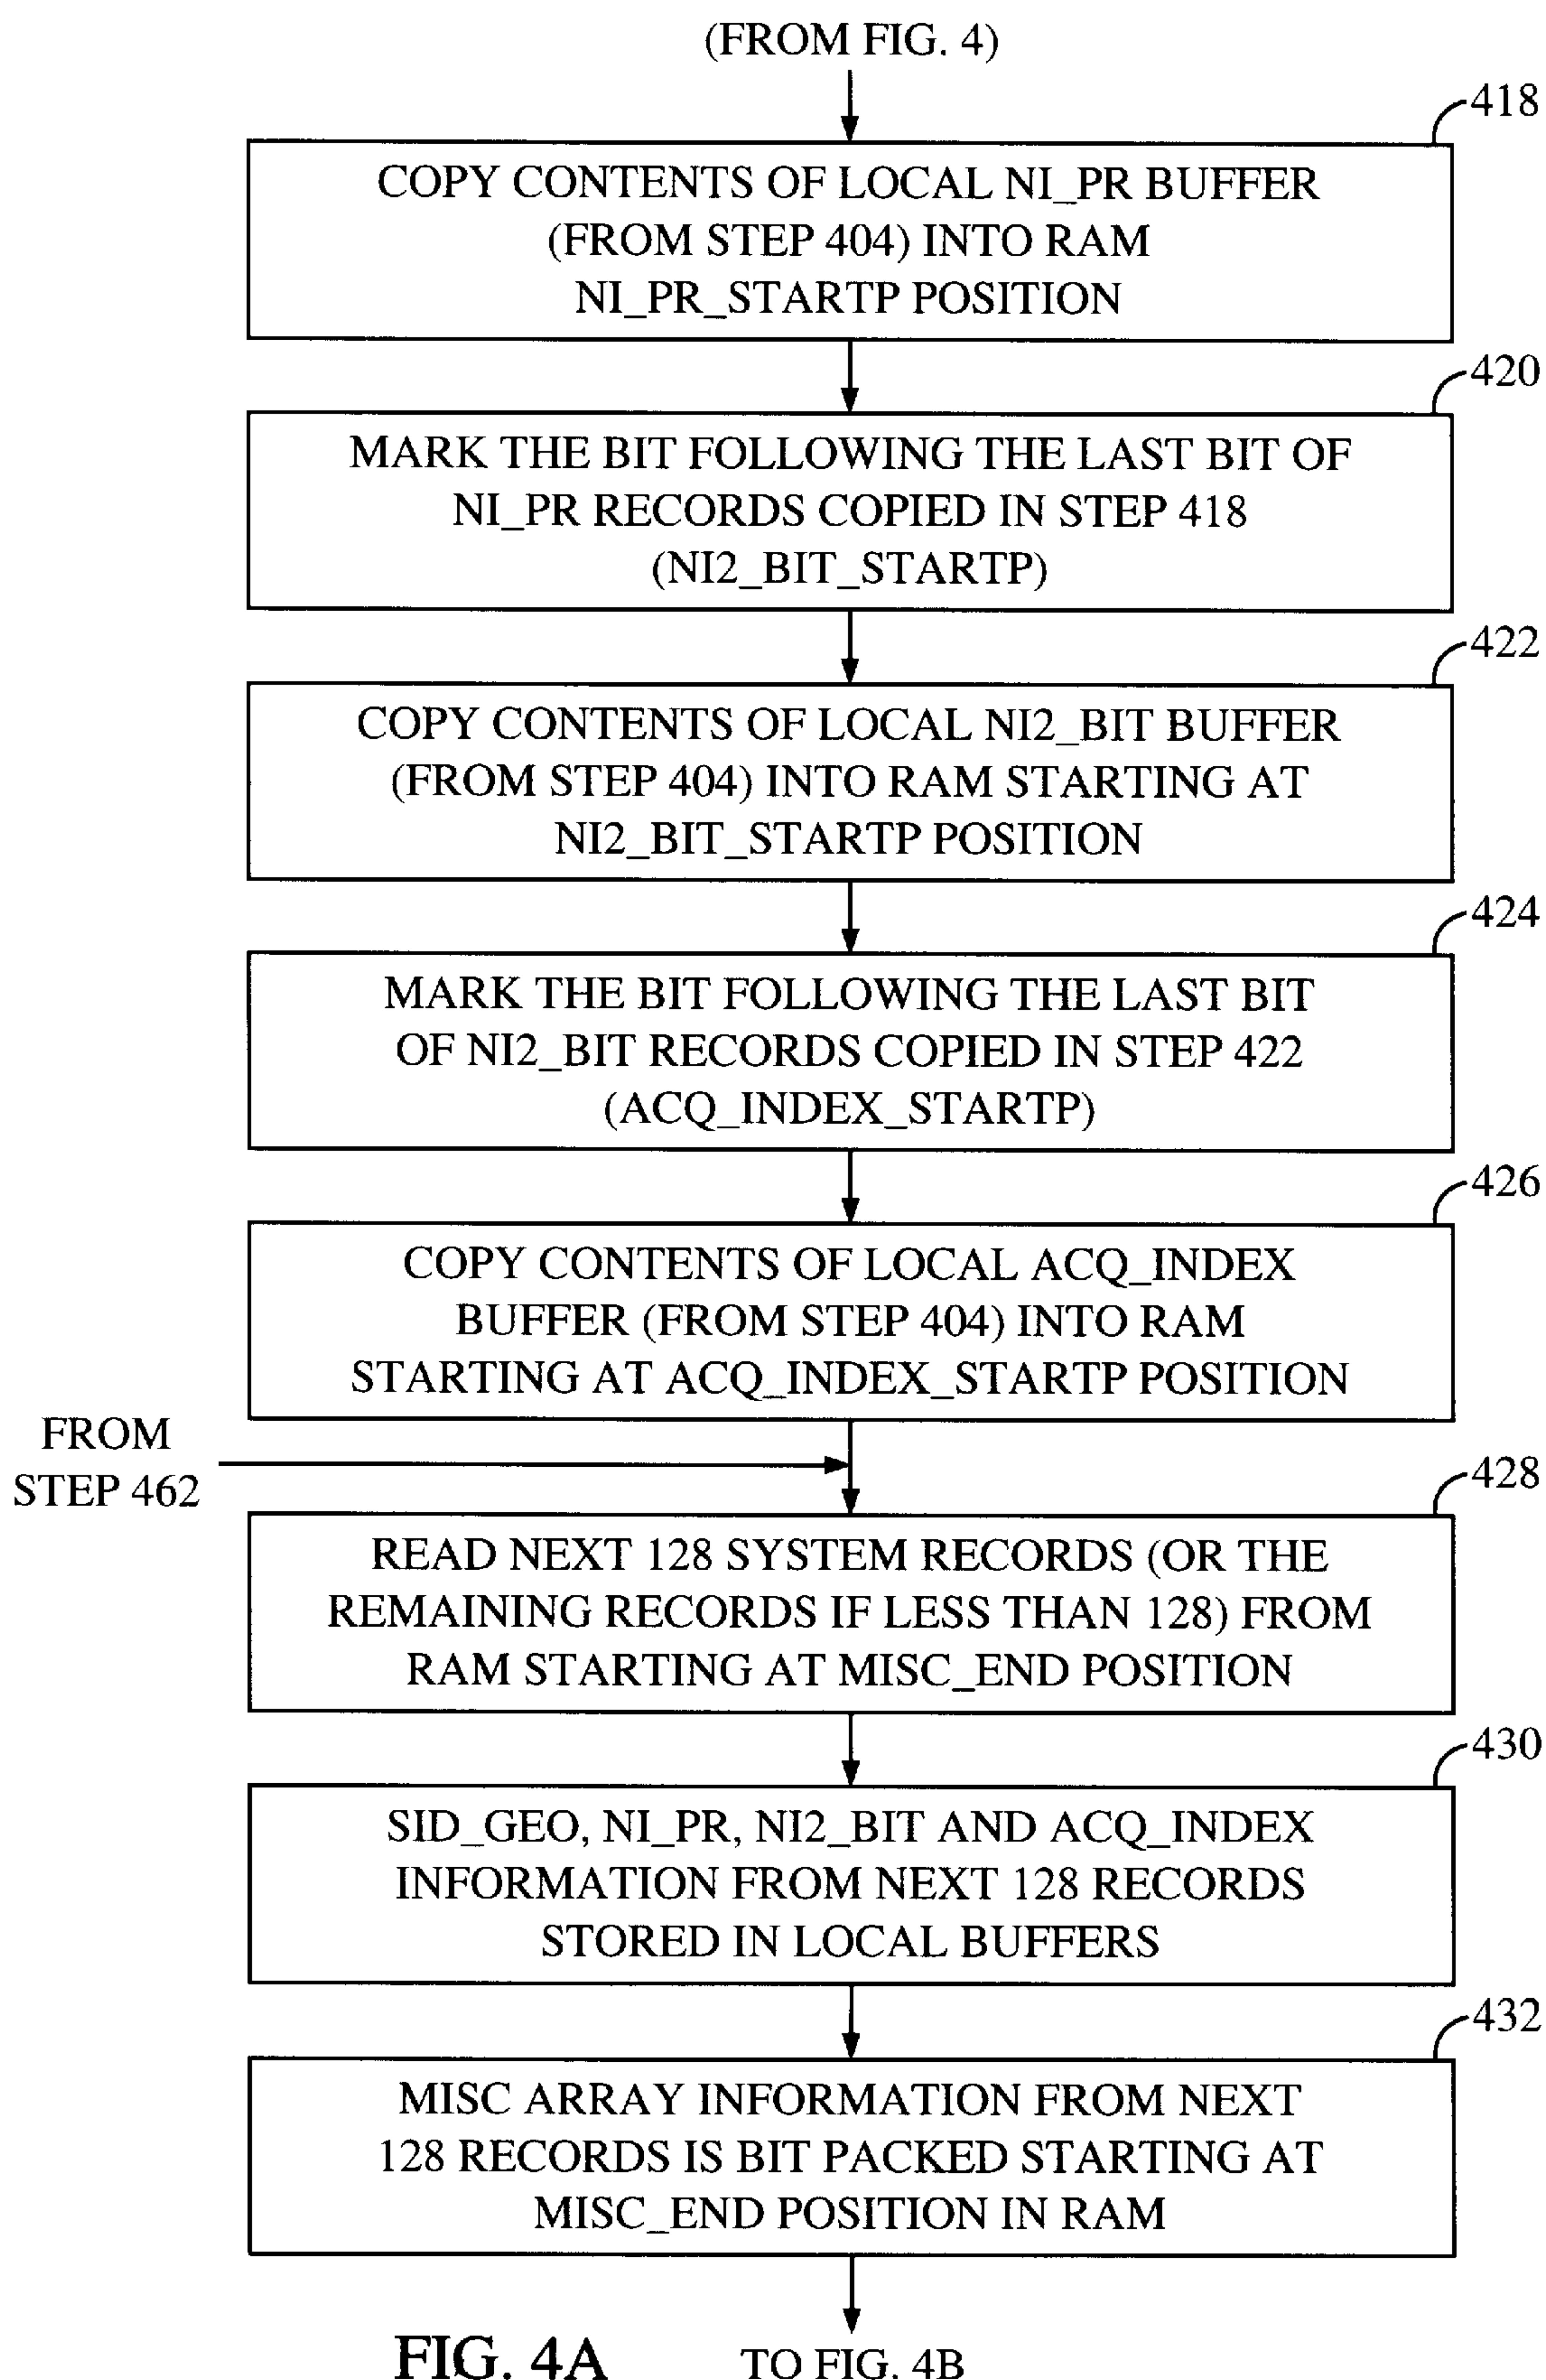 (FROM FIG. 4)
418
COPY CONTENTS OF LOCAL NI_PR BUFFER
(FROM STEP 404) INTO RAM
NI_PR_STARTP POSITION
420
MARK THE BIT FOLLOWING THE LAST BIT OF
NI_PR RECORDS COPIED IN STEP 418
(NI2_BIT_STARTP)
422
COPY CONTENTS OF LOCAL NI2_BIT BUFFER
(FROM STEP 404) INTO RAM STARTING AT
NI2_BIT_STARTP POSITION
424
MARK THE BIT FOLLOWING THE LAST BIT
OF NI2_BIT RECORDS COPIED IN STEP 422
(ACQ_INDEX_STARTP)
426
COPY CONTENTS OF LOCAL ACQ_INDEX
BUFFER (FROM STEP 404) INTO RAM
STARTING AT ACQ_INDEX_STARTP POSITION
FROM
STEP 462
428
READ NEXT 128 SYSTEM RECORDS (OR THE
REMAINING RECORDS IF LESS THAN 128) FROM
RAM STARTING AT MISC_END POSITION
430
SID_GEO, NI_PR, NI2_BIT AND ACQ_INDEX
INFORMATION FROM NEXT 128 RECORDS
STORED IN LOCAL BUFFERS
432
MISC ARRAY INFORMATION FROM NEXT
128 RECORDS IS BIT PACKED STARTING AT
MISC_END POSITION IN RAM
FIG. 4A
TO FIG. 4B